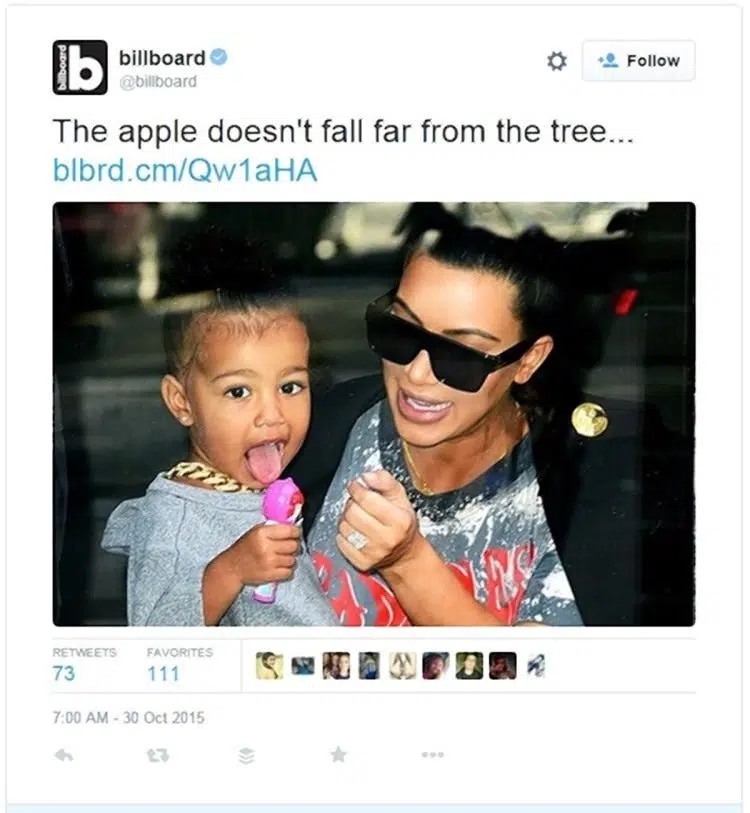 billboard
b
billboard
@billboard
Follow
The apple doesn't fall far from the tree...
blbrd.cm/Qw1aHA
RETWEETS FAVORITES
73 111
7:00 AM - 30 Oct 2015